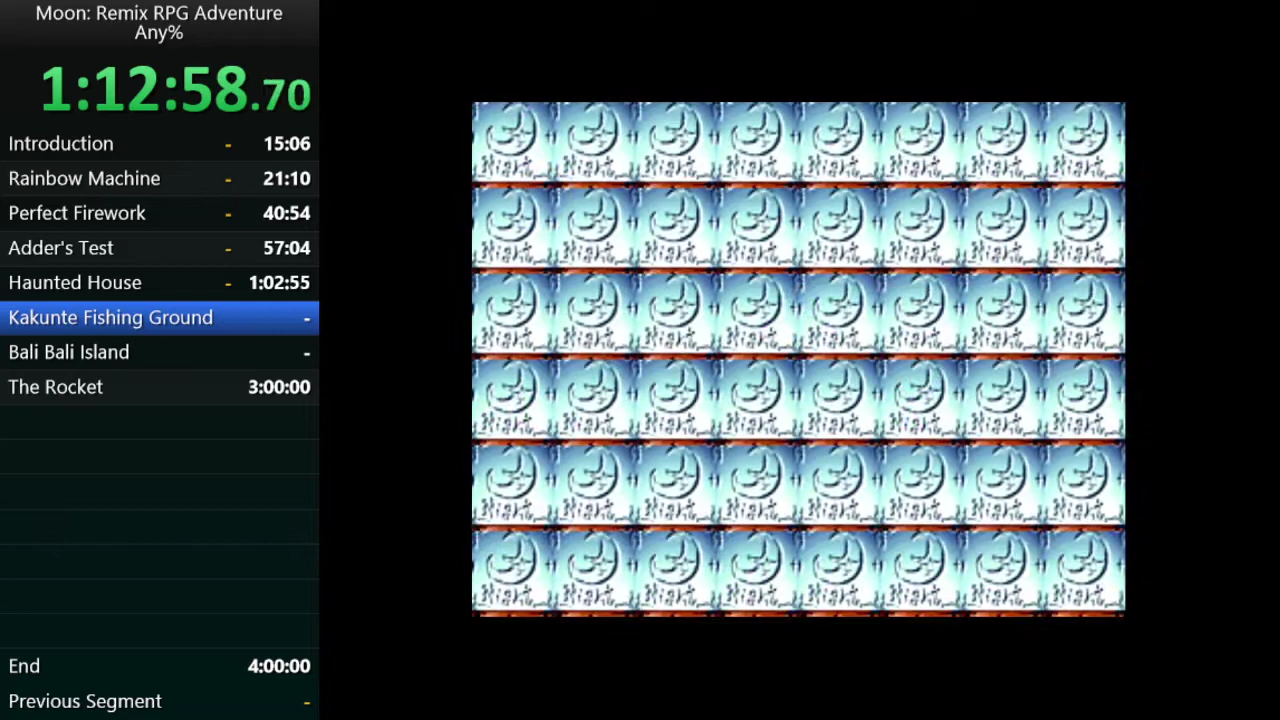 Moon: Remix RPG Adventure
Any%
1:12:58.70
Introduction - 15:06
Rainbow Machine - 21:10
Perfect Firework - 40:54
Adder's Test - 57:04
Haunted House - 1:02:55
Kakunte Fishing Ground -
Bali Bali Island -
The Rocket 3:00:00
End 4:00:00
Previous Segment -